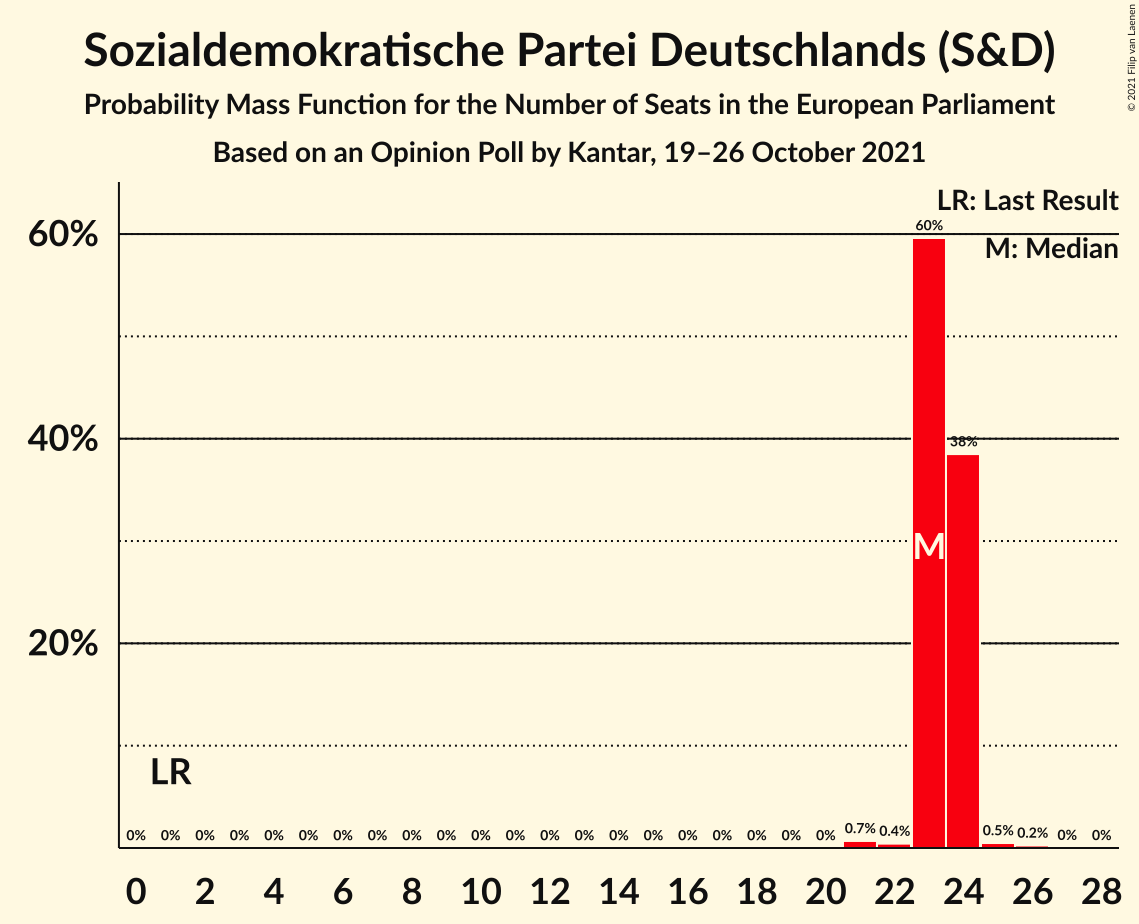 Sozialdemokratische Partei Deutschlands (S&D)
Probability Mass Function for the Number of Seats in the European Parliament
Based on an Opinion Poll by Kantar, 19–26 October 2021
© 2021 Filip van Laenen
LR: Last Result
M: Median
60%
40%
20%
60%
38%
M
LR
0% 0% 0% 0% 0% 0% 0% 0% 0% 0% 0% 0% 0% 0% 0% 0% 0% 0% 0% 0% 0% 0.7% 0.4% 0.5% 0.2% 0% 0%
0 2 4 6 8 10 12 14 16 18 20 22 24 26 28